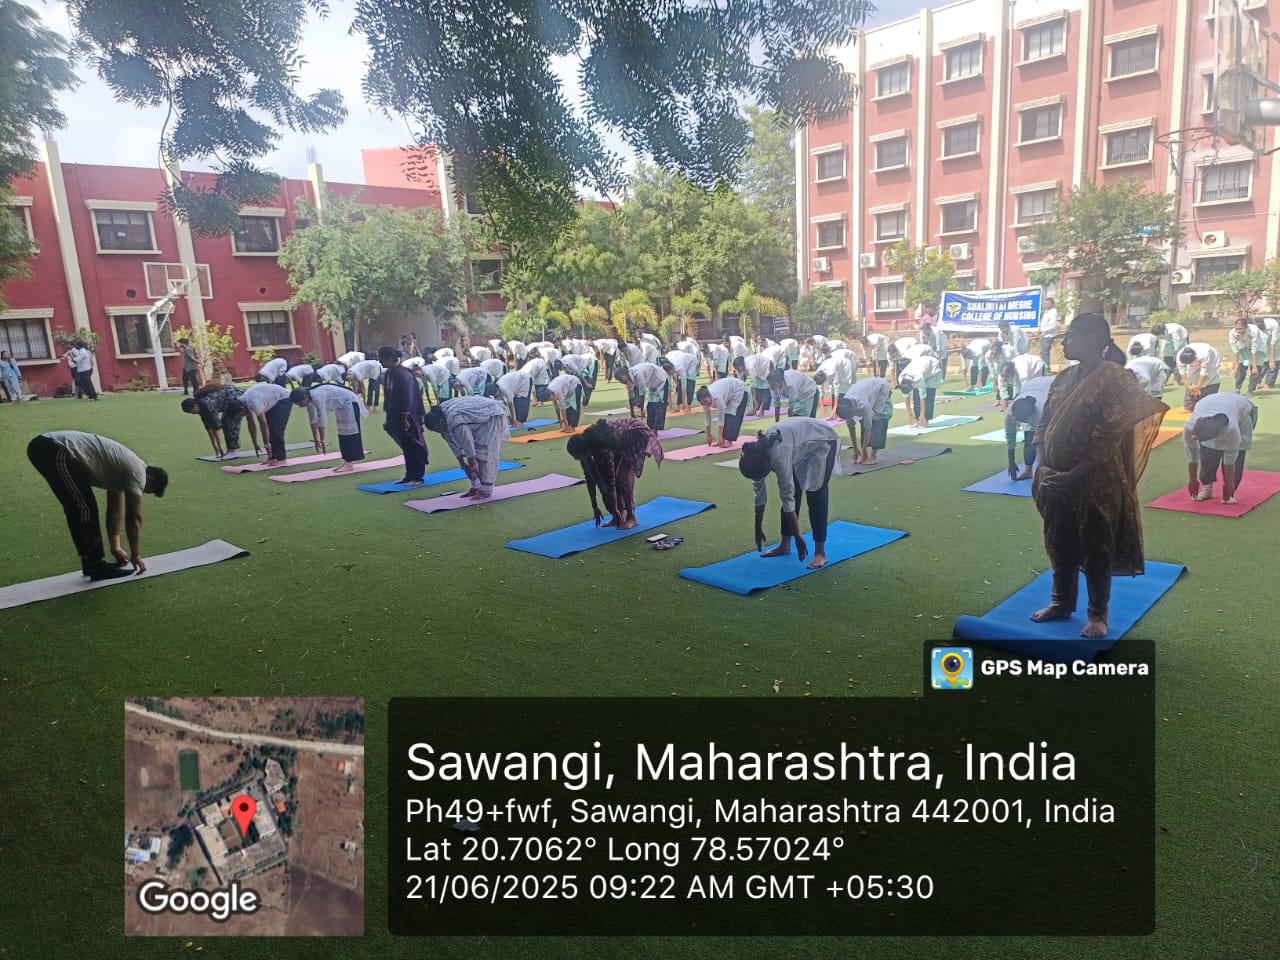 SHALINITAI MEGHE
COLLEGE OF NURSING
GPS Map Camera
Sawangi, Maharashtra, India
Ph49+fwf, Sawangi, Maharashtra 442001, India
Lat 20.7062° Long 78.57024°
21/06/2025 09:22 AM GMT +05:30
Google